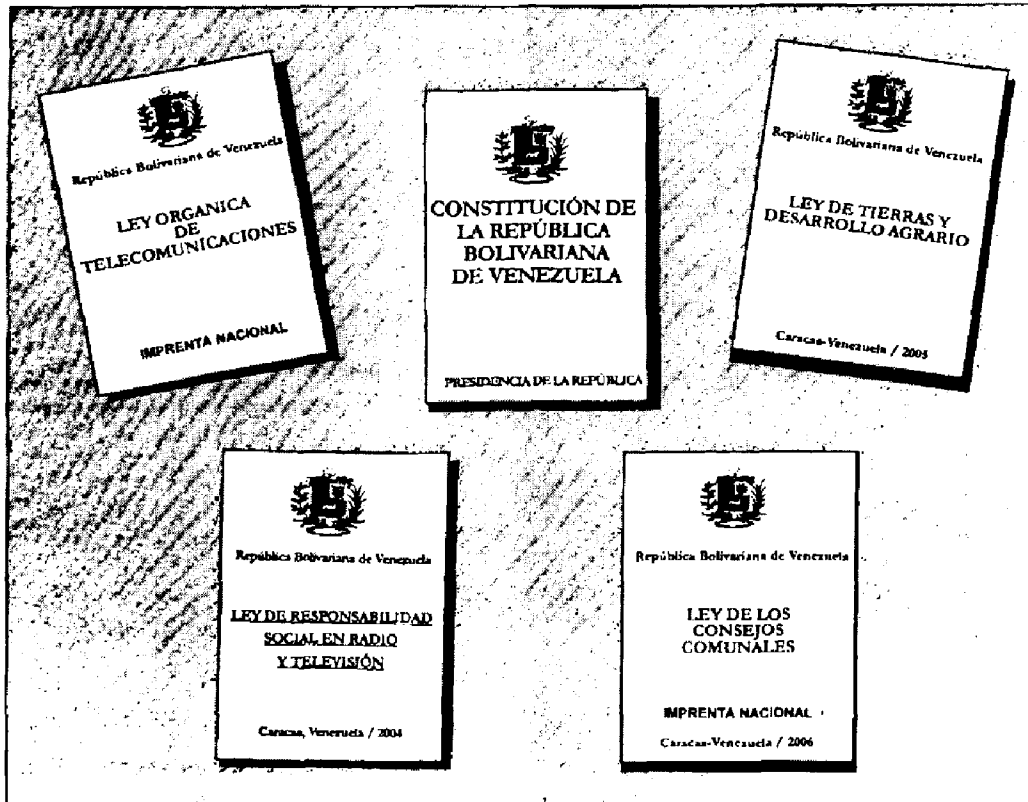 República Bolivariana de Venezuela
LEY ORGANICA
DE
TELECOMUNICACIONES
IMPRENTA NACIONAL
CONSTITUCIÓN DE
LA REPÚBLICA
BOLIVARIANA
DE VENEZUELA
PRESIDENCIA DE LA REPÚBLICA
República Bolivariana de Venezuela
LEY DE TIERRAS Y
DESARROLLO AGRARIO
Caracas-Venezuela / 2005
República Bolivariana de Venezuela
LEY DE RESPONSABILIDAD
SOCIAL EN RADIO
Y TELEVISIÓN
Caracas, Venezuela / 2004
República Bolivariana de Venezuela
LEY DE LOS
CONSEJOS
COMUNALES
IMPRENTA NACIONAL
Caracas-Venezuela / 2006